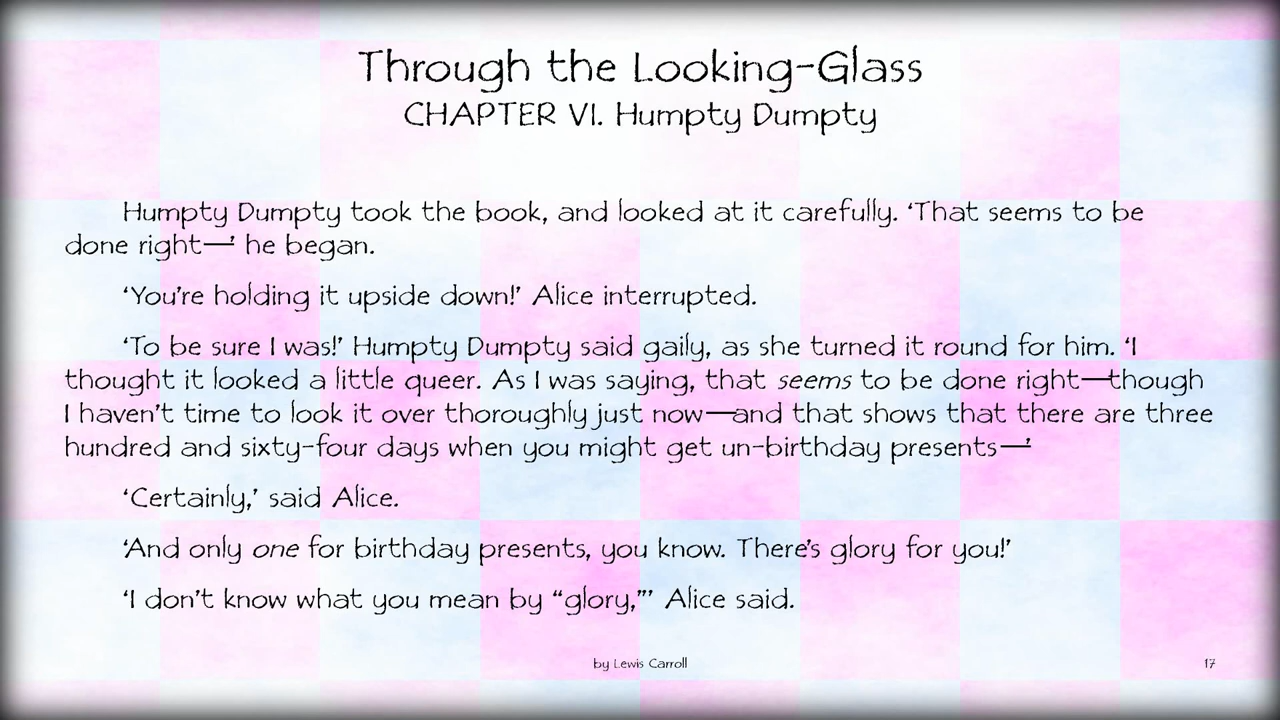 Through the Looking-Glass
CHAPTER VI. Humpty Dumpty
Humpty Dumpty took the book, and looked at it carefully. ‘That seems to be
done right—’ he began.
‘You’re holding it upside down!’ Alice interrupted.
‘To be sure I was!’ Humpty Dumpty said gaily, as she turned it round for him. ‘I
thought it looked a little queer. As I was saying, that seems to be done right—though
I haven’t time to look it over thoroughly just now—and that shows that there are three
hundred and sixty-four days when you might get un-birthday presents—’
‘Certainly,’ said Alice.
‘And only one for birthday presents, you know. There’s glory for you!’
‘I don’t know what you mean by “glory,”’ Alice said.
by Lewis Carroll
17